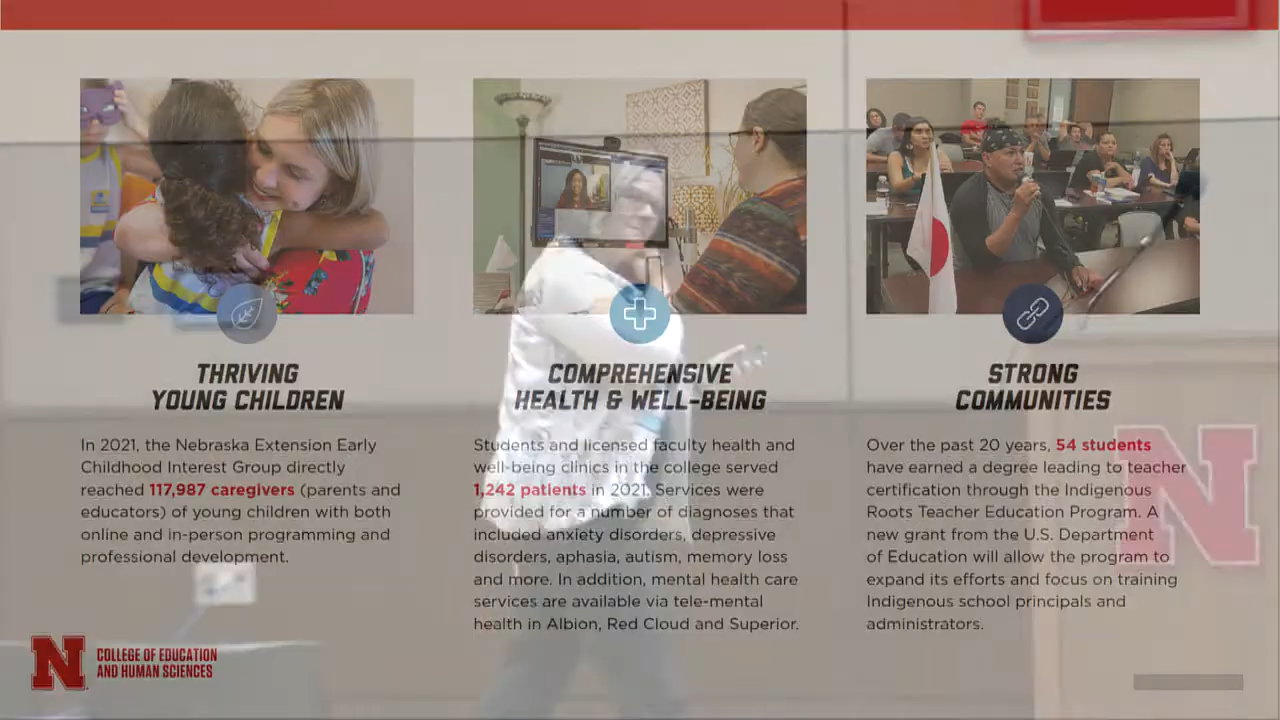 THRIVING
YOUNG CHILDREN
In 2021, the Nebraska Extension Early
Childhood Interest Group directly
reached 117,987 caregivers (parents and
educators) of young children with both
online and in-person programming and
professional development.
COMPREHENSIVE
HEALTH & WELL-BEING
Students and licensed faculty health and
well-being clinics in the college served
1,242 patients in 2021. Services were
provided for a number of diagnoses that
included anxiety disorders, depressive
disorders, aphasia, autism, memory loss
and more. In addition, mental health care
services are available via tele-mental
health in Albion, Red Cloud and Superior.
STRONG
COMMUNITIES
Over the past 20 years, 54 students
have earned a degree leading to teacher
certification through the Indigenous
Roots Teacher Education Program. A
new grant from the U.S. Department
of Education will allow the program to
expand its efforts and focus on training
Indigenous school principals and
administrators.
N
N
COLLEGE OF EDUCATION
AND HUMAN SCIENCES